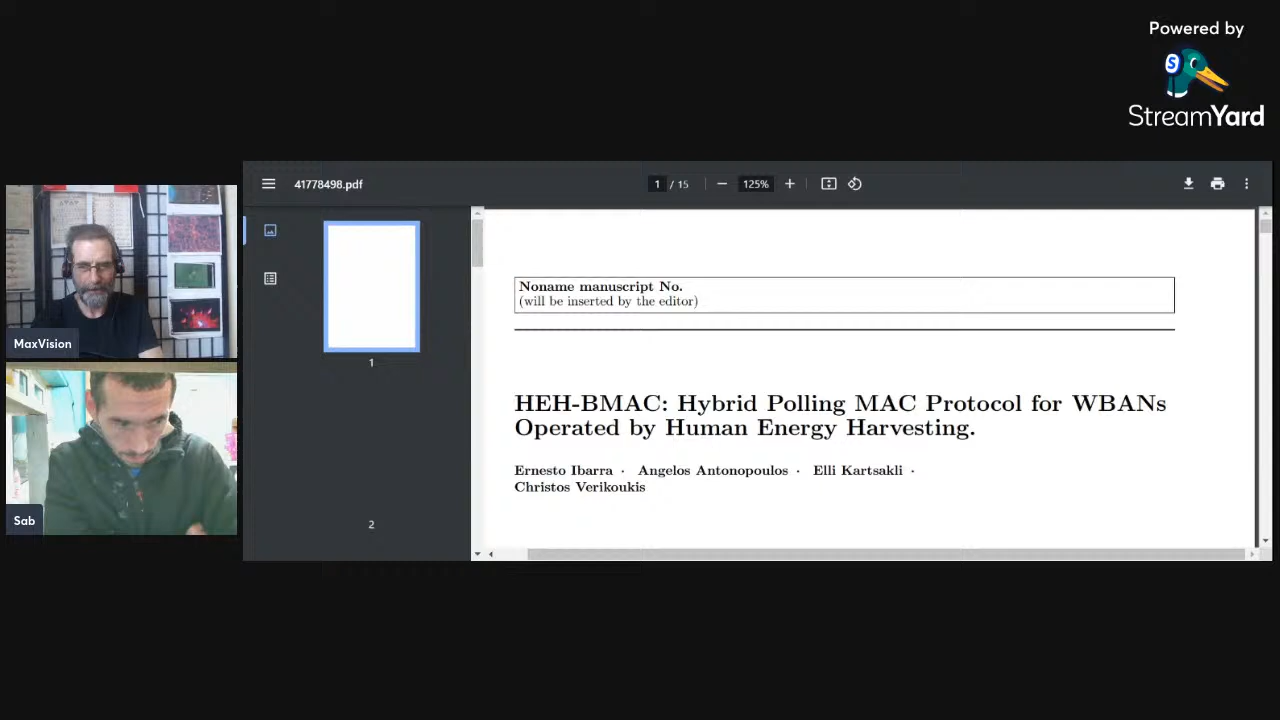 Powered by
StreamYard
41778498.pdf
1 / 15
125%
MaxVision
Sab
1
2
Noname manuscript No.
(will be inserted by the editor)
HEH-BMAC: Hybrid Polling MAC Protocol for WBANs
Operated by Human Energy Harvesting.
Ernesto Ibarra · Angelos Antonopoulos · Elli Kartsakli ·
Christos Verikoukis